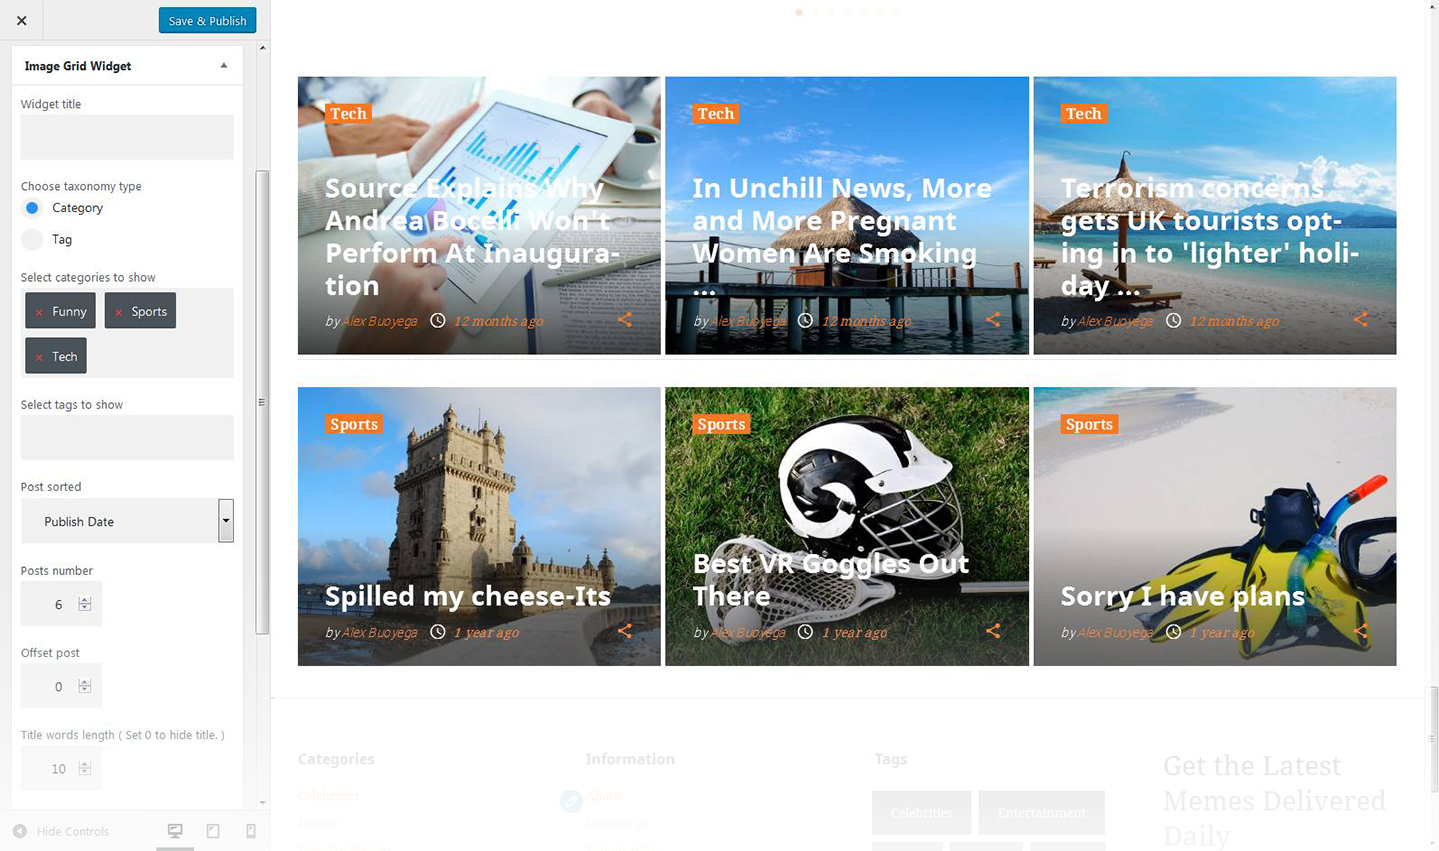 Save & Publish
Image Grid Widget
Widget title
Choose taxonomy type
Category
Tag
Select categories to show
× Funny
× Sports
× Tech
Select tags to show
Post sorted
Publish Date
Posts number
6
Offset post
0
Title words length ( Set 0 to hide title. )
10
Hide Controls
Tech
Source Explains Why
Andrea Bocelli Won't
Perform At Inaugura-
tion
by Alex Buoyega 12 months ago
Tech
In Unchill News, More
and More Pregnant
Women Are Smoking
...
by Alex Buoyega 12 months ago
Tech
Terrorism concerns
gets UK tourists opt-
ing in to 'lighter' holi-
day ...
by Alex Buoyega 12 months ago
Sports
Spilled my cheese-Its
by Alex Buoyega 1 year ago
Sports
Best VR Goggles Out
There
by Alex Buoyega 1 year ago
Sports
Sorry I have plans
by Alex Buoyega 1 year ago
Categories
Celebrities
Funny
Information
About
Contact us
Tags
Celebrities
Entertainment
Get the Latest
Memes Delivered
Daily